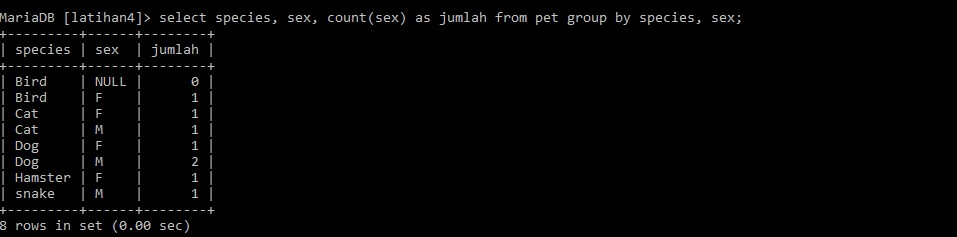 MariaDB [latihan4]> select species, sex, count(sex) as jumlah from pet group by species, sex;
+---------+------+--------+
| species | sex  | jumlah |
+---------+------+--------+
| Bird    | NULL |      0 |
| Bird    | F    |      1 |
| Cat     | F    |      1 |
| Cat     | M    |      1 |
| Dog     | F    |      1 |
| Dog     | M    |      2 |
| Hamster | F    |      1 |
| snake   | M    |      1 |
+---------+------+--------+
8 rows in set (0.00 sec)